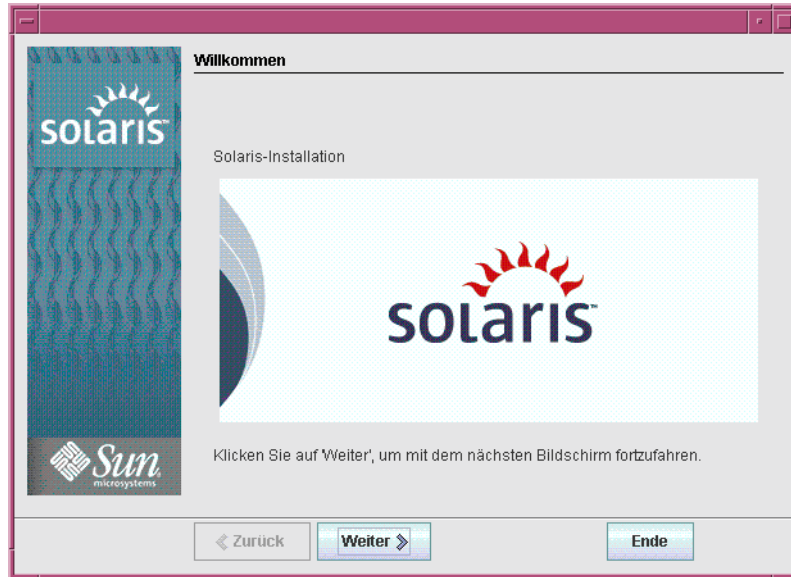 Willkommen
solaris
Solaris-Installation
solaris™
Klicken Sie auf 'Weiter', um mit dem nächsten Bildschirm fortzufahren.
Sun
microsystems
Zurück
Weiter
Ende